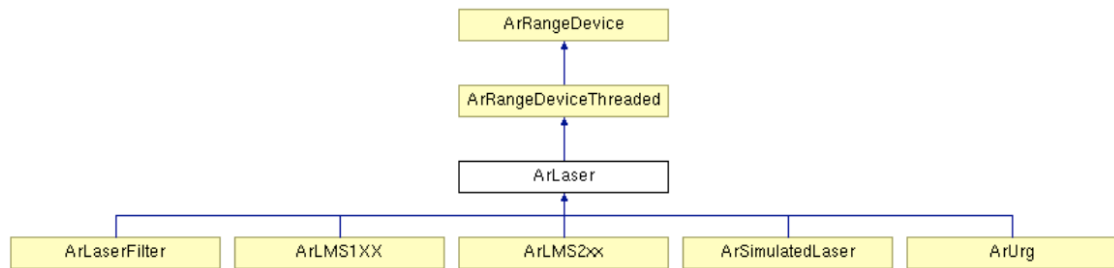 ArRangeDevice
ArRangeDeviceThreaded
ArLaser
ArLaserFilter
ArLMS1XX
ArLMS2xx
ArSimulatedLaser
ArUrg